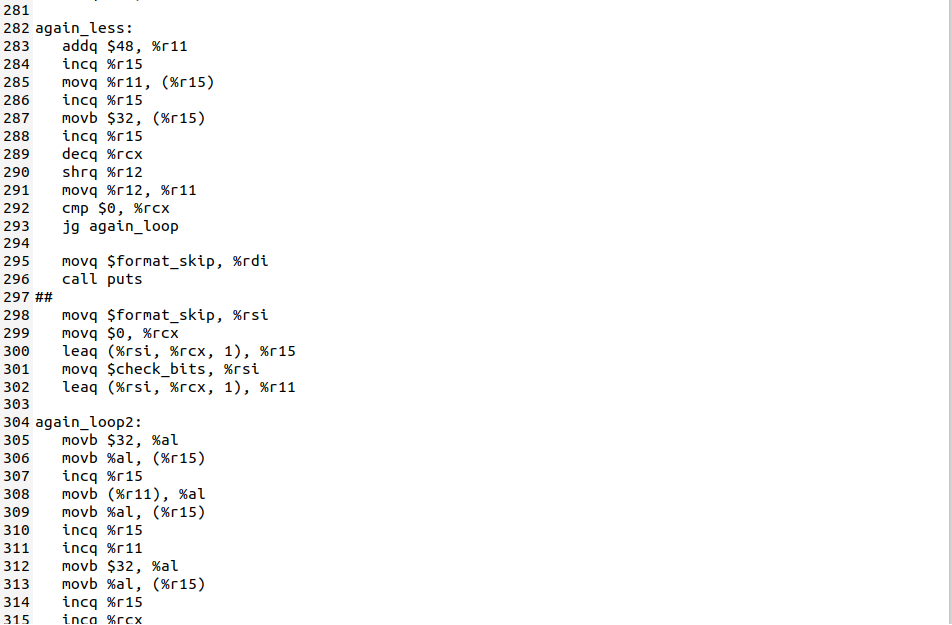 281
282 again_less:
283    addq $48, %r11
284    incq %r15
285    movq %r11, (%r15)
286    incq %r15
287    movb $32, (%r15)
288    incq %r15
289    decq %rcx
290    shrq %r12
291    movq %r12, %r11
292    cmp $0, %rcx
293    jg again_loop
294
295    movq $format_skip, %rdi
296    call puts
297 ##
298    movq $format_skip, %rsi
299    movq $0, %rcx
300    leaq (%rsi, %rcx, 1), %r15
301    movq $check_bits, %rsi
302    leaq (%rsi, %rcx, 1), %r11
303
304 again_loop2:
305    movb $32, %al
306    movb %al, (%r15)
307    incq %r15
308    movb (%r11), %al
309    movb %al, (%r15)
310    incq %r15
311    incq %r11
312    movb $32, %al
313    movb %al, (%r15)
314    incq %r15
315    incq %rcx